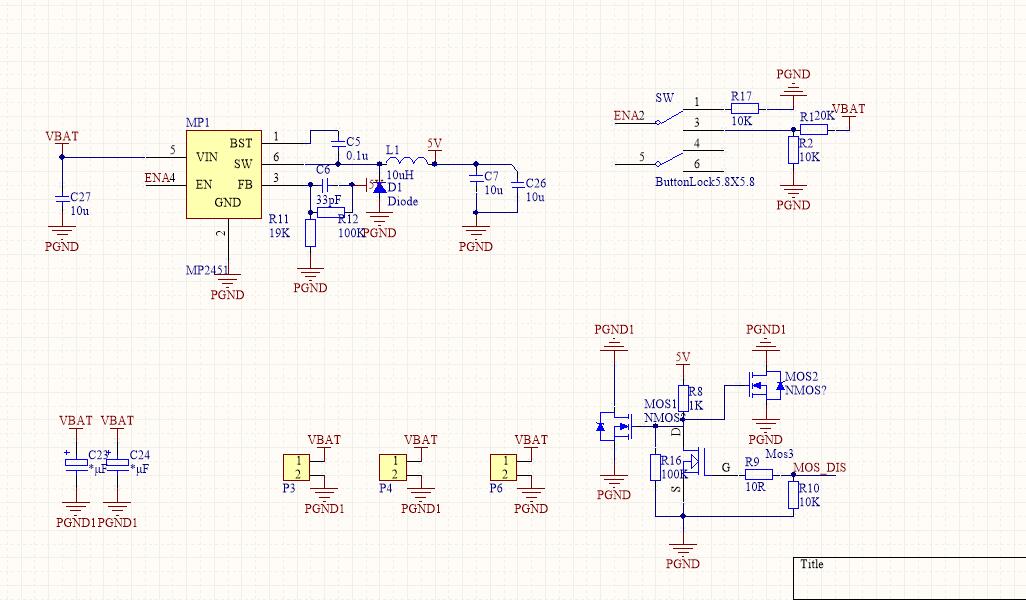 PGND
SW
1
R17
10K
ENA
2
3
R1
20K
VBAT
R2
10K
4
5
6
ButtonLock5.8X5.8
PGND
MP1
VBAT
5
VIN
BST
1
C5
0.1u
SW
6
L1
10uH
5V
ENA
4
EN
FB
3
C6
33pF
D1
Diode
C7
10u
C26
10u
C27
10u
GND
2
R11
19K
R12
100K
PGND
PGND
PGND
MP2451
PGND
PGND
PGND1
PGND1
5V
R8
1K
MOS2
NMOS?
MOS1
NMOS?
D
PGND
Mos3
R16
100K
G
R9
10R
MOS_DIS
S
R10
10K
PGND
PGND
VBAT
VBAT
+
C23
*μF
+
C24
*μF
PGND1
PGND1
VBAT
1
2
P3
PGND1
VBAT
1
2
P4
PGND1
VBAT
1
2
P6
PGND
Title